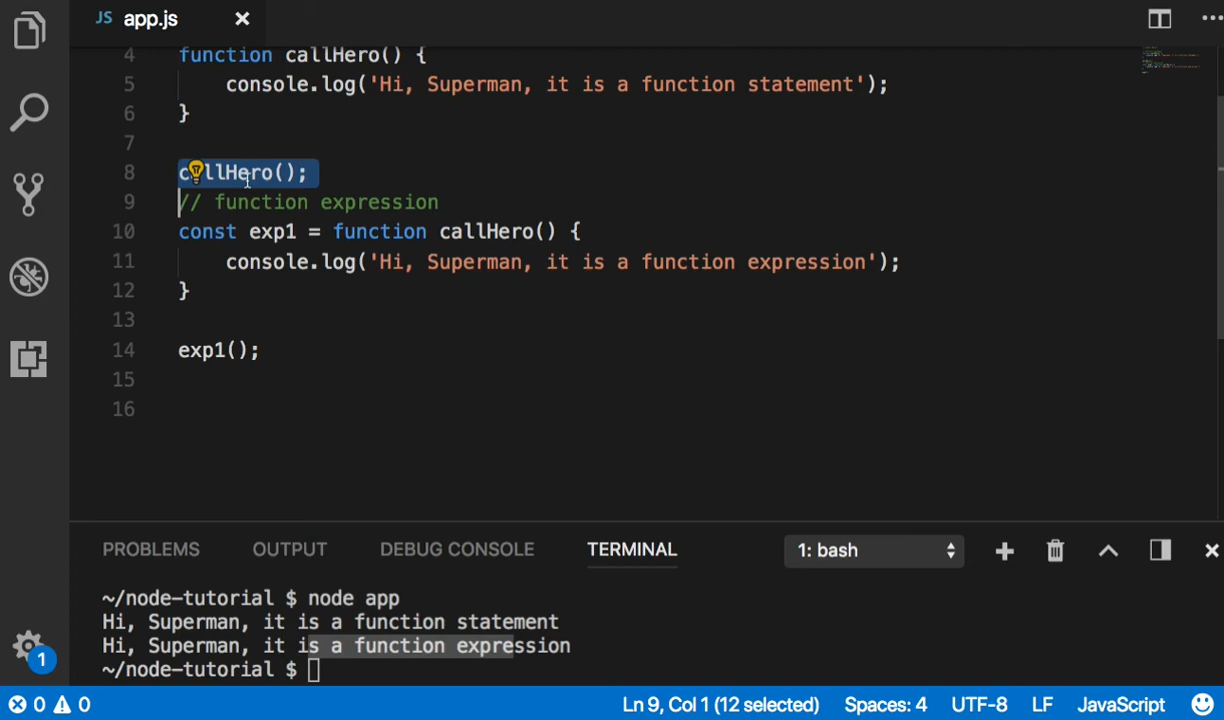 JS app.js
4 function callHero() {
5 console.log('Hi, Superman, it is a function statement');
6 }
7
8 callHero();
9 // function expression
10 const exp1 = function callHero() {
11 console.log('Hi, Superman, it is a function expression');
12 }
13
14 exp1();
15
16
PROBLEMS OUTPUT DEBUG CONSOLE TERMINAL 1: bash
~/node-tutorial $ node app
Hi, Superman, it is a function statement
Hi, Superman, it is a function expression
~/node-tutorial $
1
0 0 Ln 9, Col 1 (12 selected) Spaces: 4 UTF-8 LF JavaScript